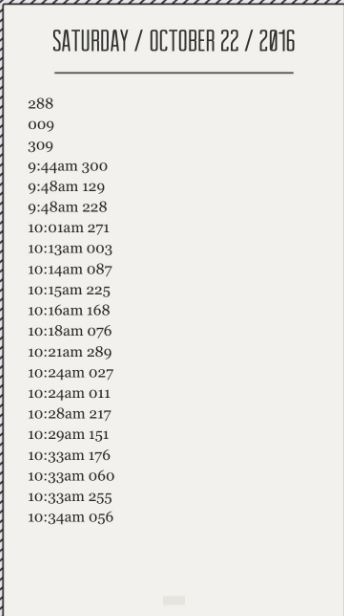 SATURDAY / OCTOBER 22 / 2016
288
009
309
9:44am 300
9:48am 129
9:48am 228
10:01am 271
10:13am 003
10:14am 087
10:15am 225
10:16am 168
10:18am 076
10:21am 289
10:24am 027
10:24am 011
10:28am 217
10:29am 151
10:33am 176
10:33am 060
10:33am 255
10:34am 056